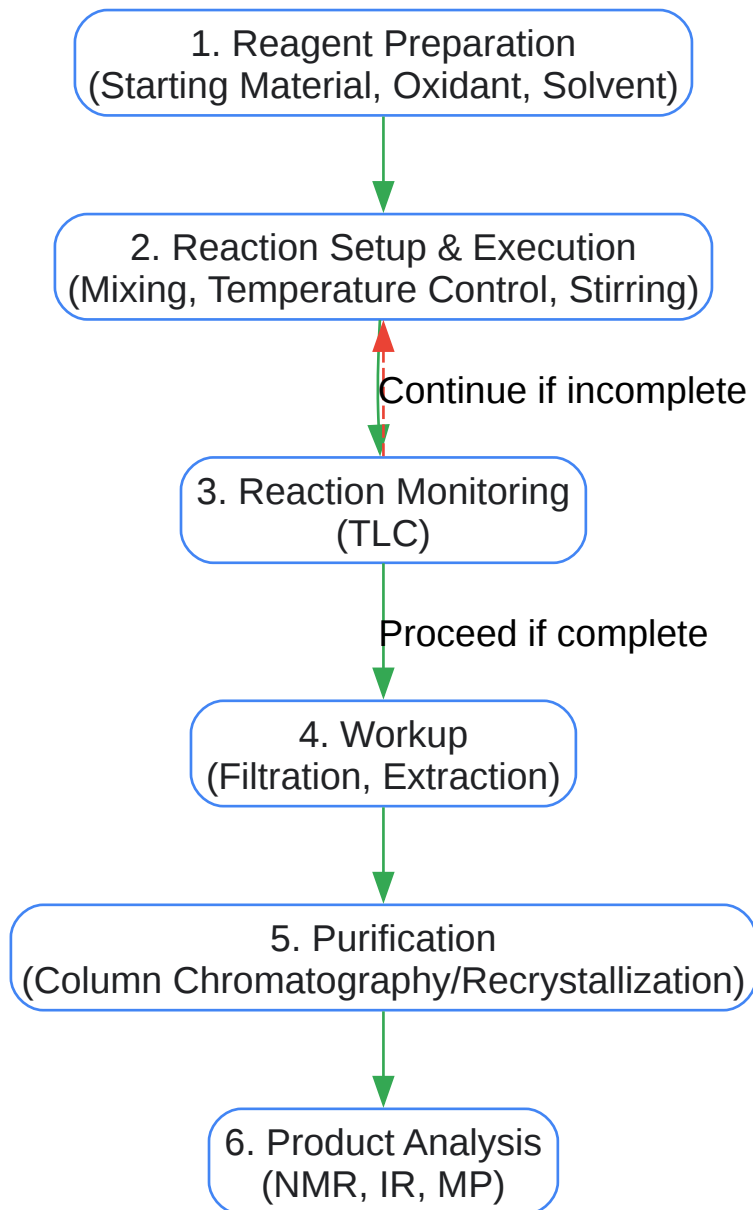 1. Reagent Preparation
(Starting Material, Oxidant, Solvent)
2. Reaction Setup & Execution
(Mixing, Temperature Control, Stirring)
Continue if incomplete
3. Reaction Monitoring
(TLC)
Proceed if complete
4. Workup
(Filtration, Extraction)
5. Purification
(Column Chromatography/Recrystallization)
6. Product Analysis
(NMR, IR, MP)